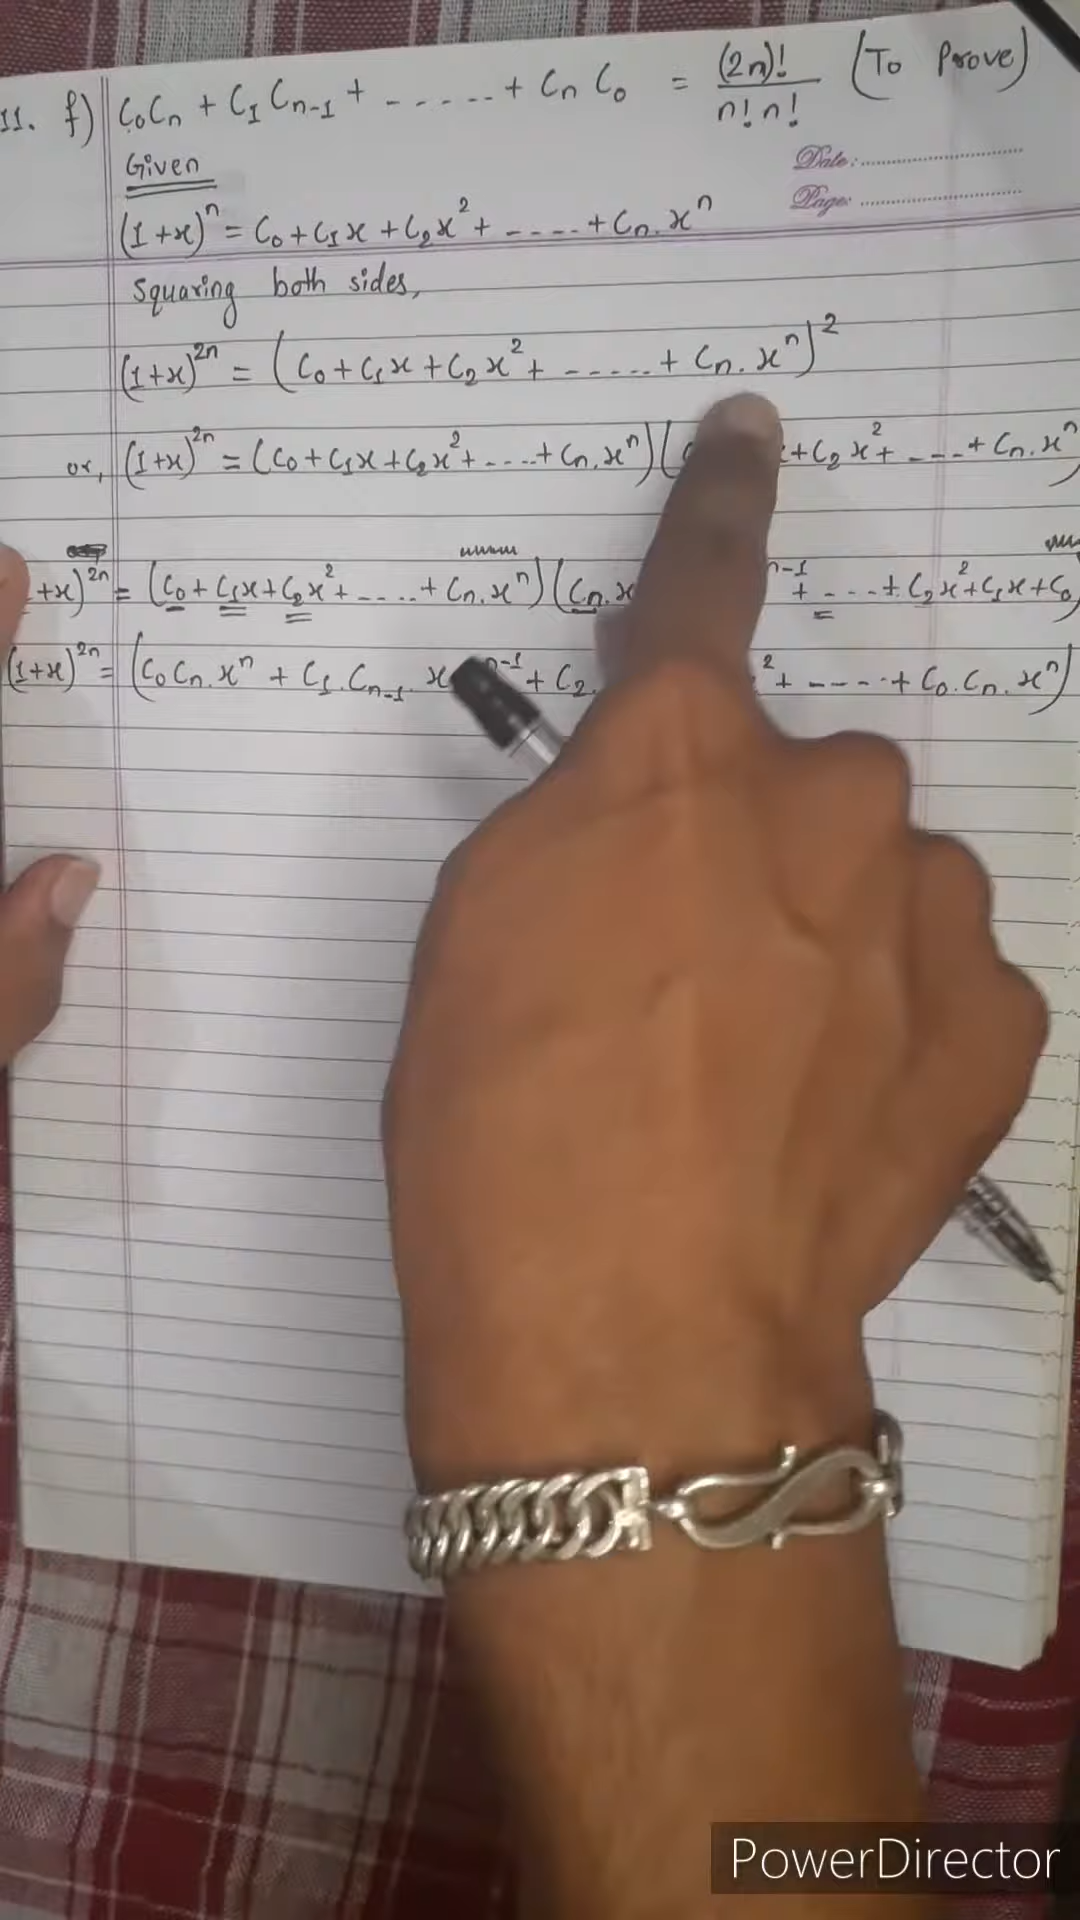 11. f) C₀Cₙ + C₁Cₙ₋₁ + ------ + CₙC₀ = (2n)!/n!n! (To Prove)
Given
Date:
Page:
(1+x)ⁿ = C₀+C₁x+C₂x²+ ----- +Cₙ.xⁿ
Squaring both sides,
(1+x)²ⁿ = (C₀+C₁x+C₂x²+ ----- + Cₙ.xⁿ)²
or, (1+x)²ⁿ = (C₀+C₁x+C₂x²+----+Cₙ.xⁿ)( +C₂x²+ ----+Cₙ.xⁿ
+x)²ⁿ = (C₀+C₁x+C₂x²+ ---- +Cₙ.xⁿ)(Cₙ.x ⁿ⁻¹ + ---+ C₂x²+C₁x+C₀)
(1+x)²ⁿ = (C₀Cₙ.xⁿ + C₁.Cₙ₋₁.x ⁿ⁻¹ + C₂. ² + ----+ C₀.Cₙ.xⁿ)
PowerDirector